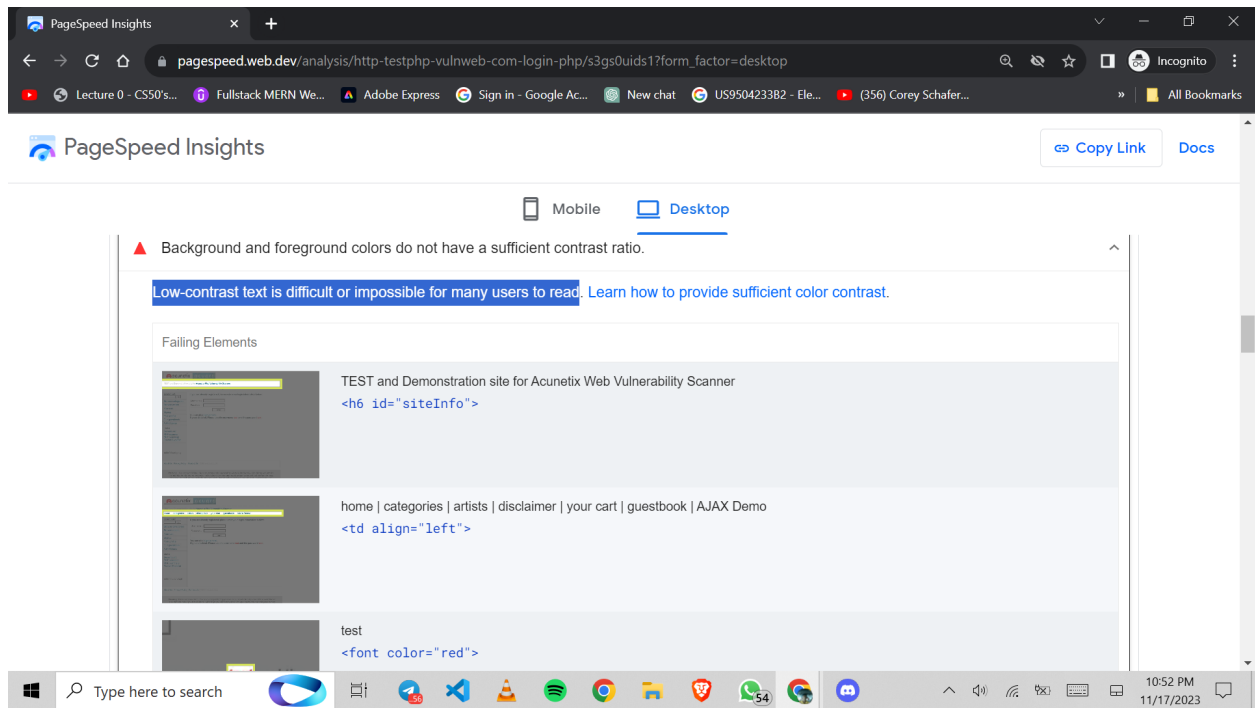 PageSpeed Insights
pagespeed.web.dev/analysis/http-testphp-vulnweb-com-login-php/s3gs0uids1?form_factor=desktop
Incognito
Lecture 0 - CS50's...
Fullstack MERN We...
Adobe Express
Sign in - Google Ac...
New chat
US9504233B2 - Ele...
(356) Corey Schafer...
»
All Bookmarks
PageSpeed Insights
Copy Link
Docs
Mobile
Desktop
Background and foreground colors do not have a sufficient contrast ratio.
Low-contrast text is difficult or impossible for many users to read. Learn how to provide sufficient color contrast.
Failing Elements
TEST and Demonstration site for Acunetix Web Vulnerability Scanner
<h6 id="siteInfo">
home | categories | artists | disclaimer | your cart | guestbook | AJAX Demo
<td align="left">
test
<font color="red">
Type here to search
56
54
10:52 PM
11/17/2023